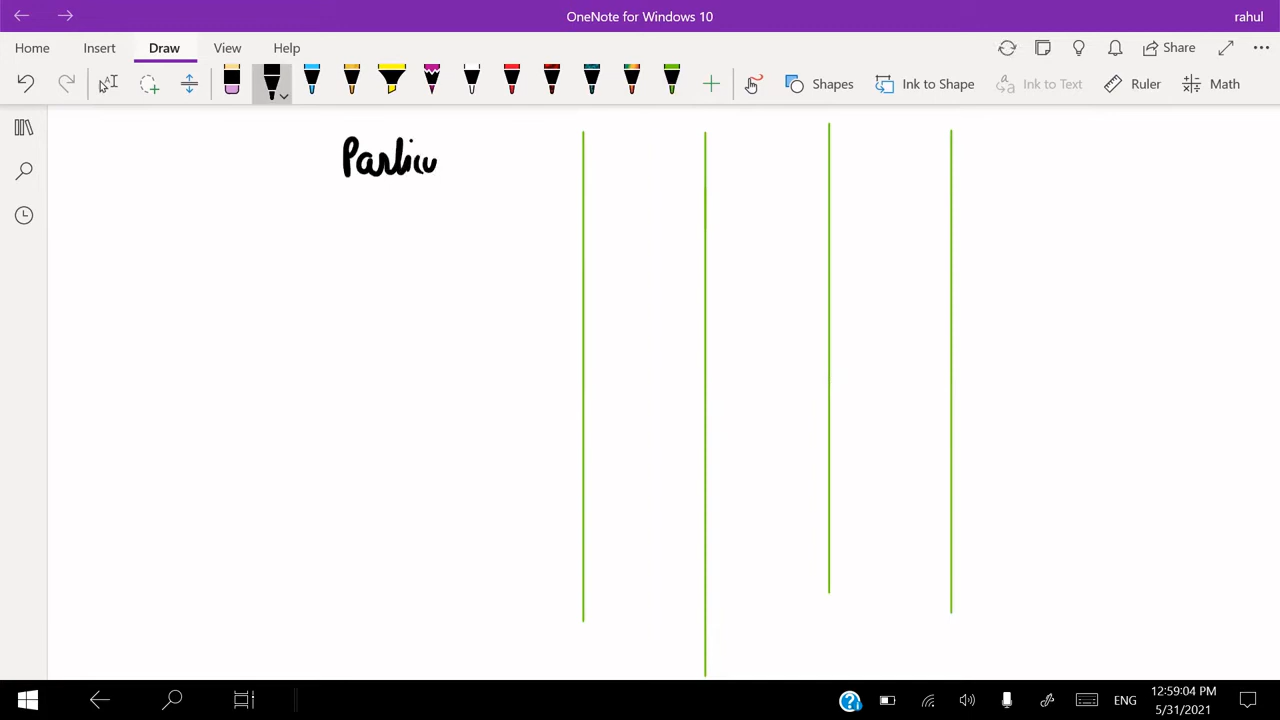 OneNote for Windows 10
rahul
Home Insert Draw View Help Share
Shapes Ink to Shape Ink to Text Ruler Math
Particu
ENG
12:59:04 PM
5/31/2021